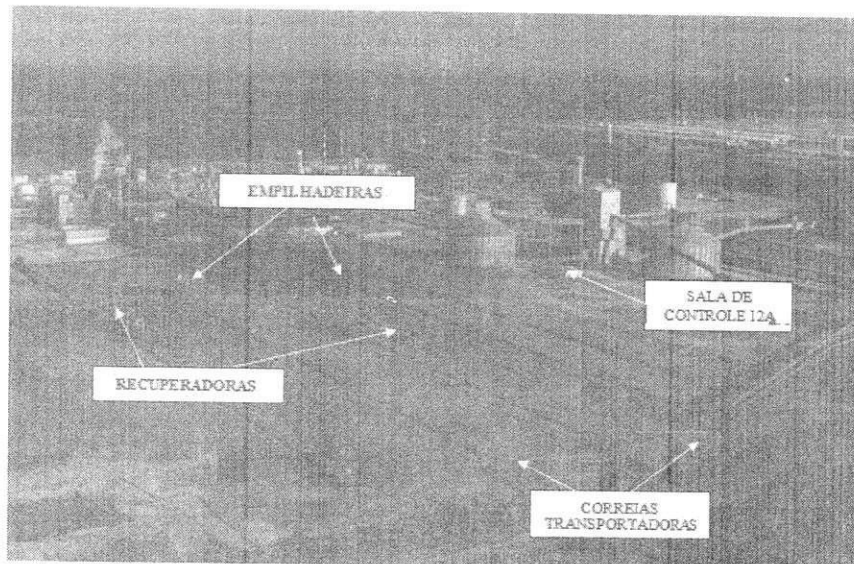 EMPILHADEIRAS
SALA DE
CONTROLE 12A
RECUPERADORAS
CORREIAS
TRANSPORTADORAS